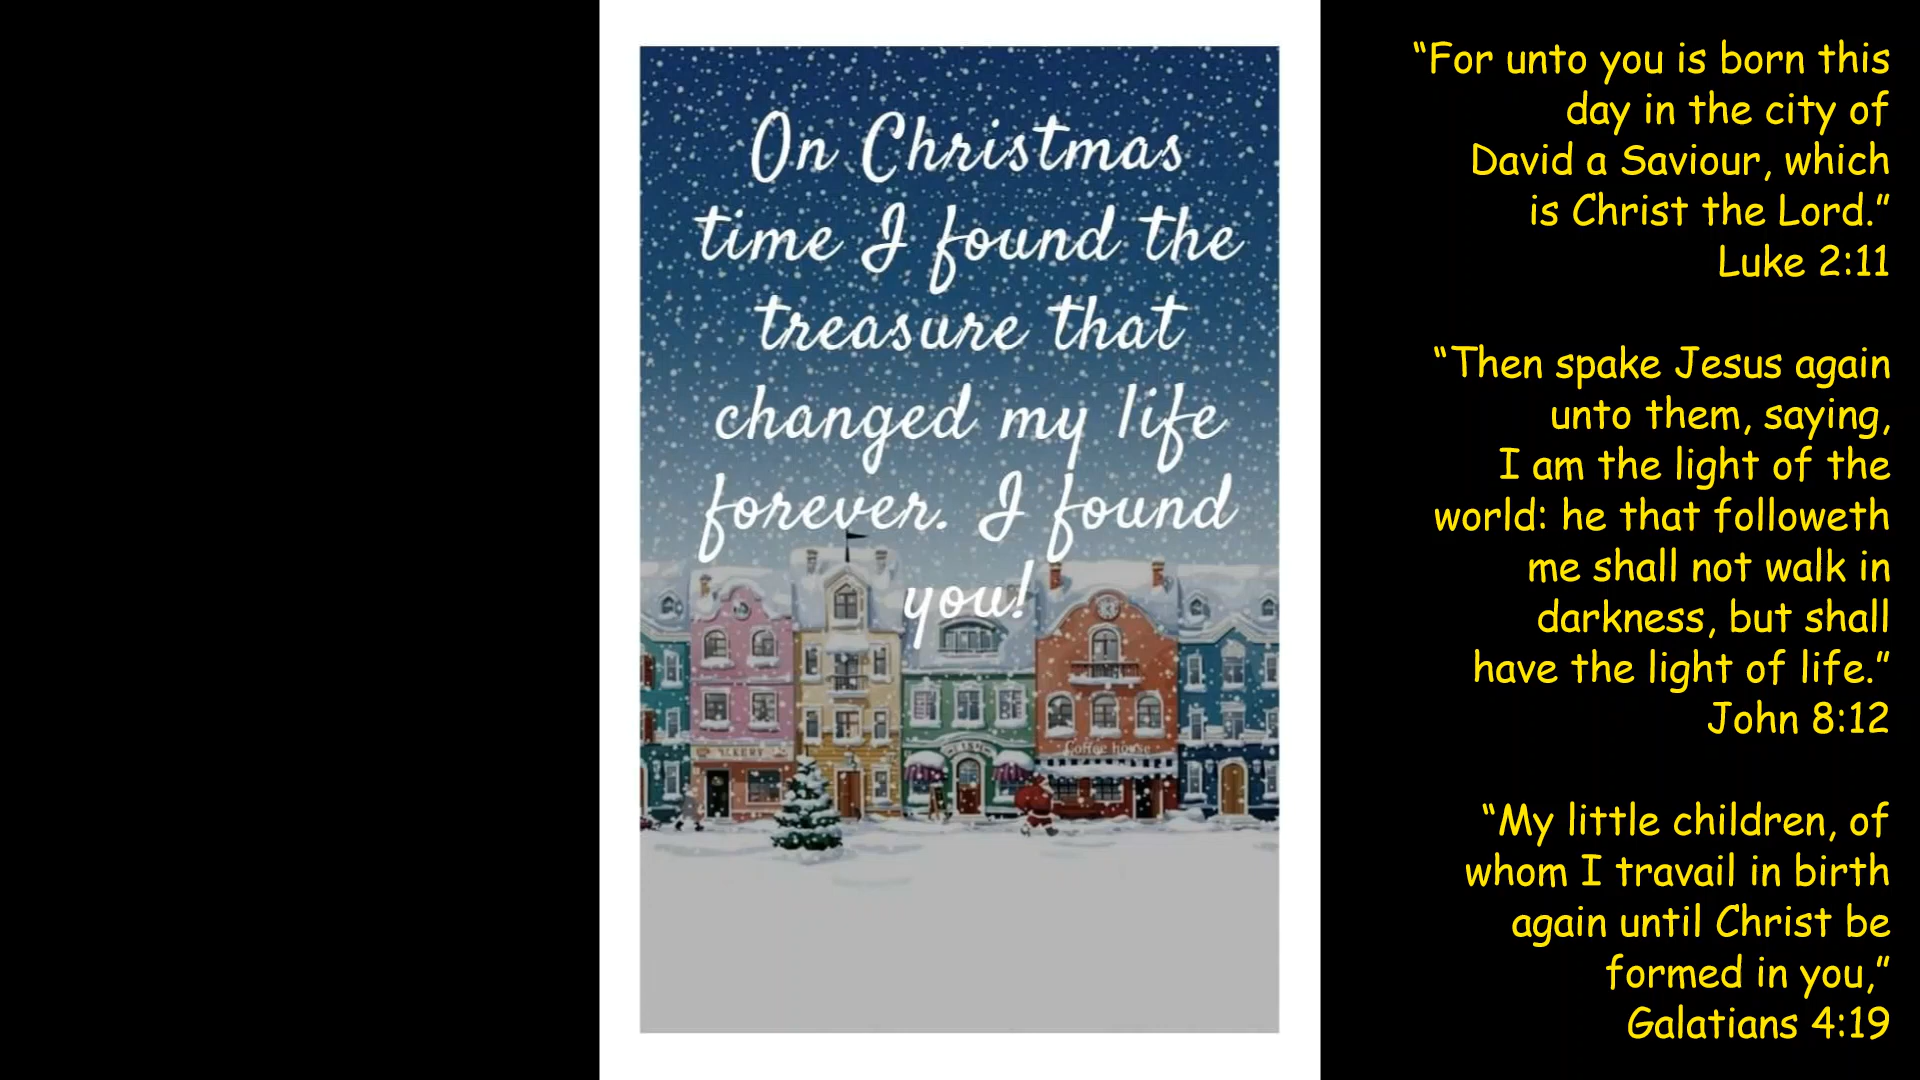 On Christmas
time I found the
treasure that
changed my life
forever. I found
you!
Coffee house
“For unto you is born this
day in the city of
David a Saviour, which
is Christ the Lord.”
Luke 2:11
“Then spake Jesus again
unto them, saying,
I am the light of the
world: he that followeth
me shall not walk in
darkness, but shall
have the light of life.”
John 8:12
“My little children, of
whom I travail in birth
again until Christ be
formed in you,”
Galatians 4:19